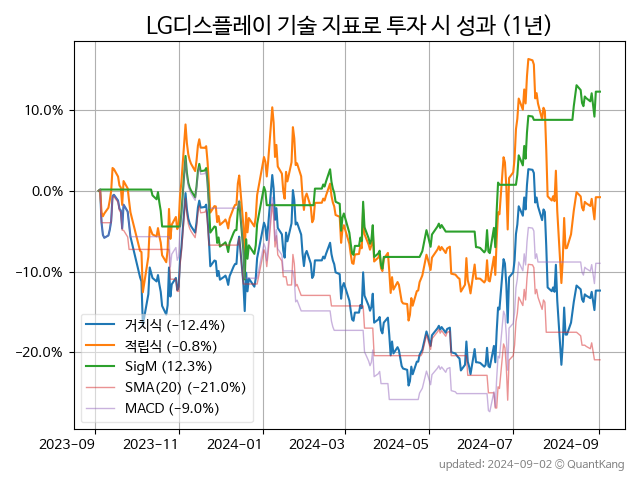 LG디스플레이 기술 지표로 투자 시 성과 (1년)
10.0%
0.0%
−10.0%
−20.0%
거치식 (−12.4%)
적립식 (−0.8%)
SigM (12.3%)
SMA(20) (−21.0%)
MACD (−9.0%)
2023-09
2023-11
2024-01
2024-03
2024-05
2024-07
2024-09
updated: 2024-09-02 © QuantKang